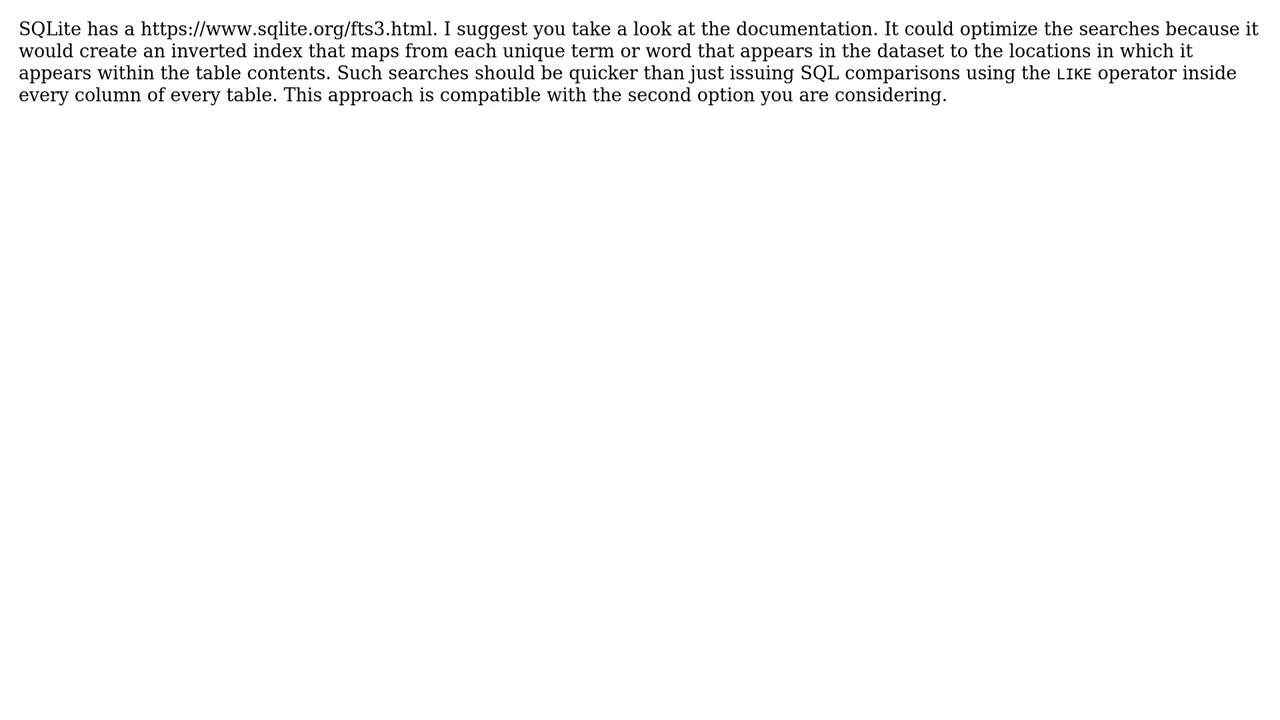 SQLite has a https://www.sqlite.org/fts3.html. I suggest you take a look at the documentation. It could optimize the searches because it
would create an inverted index that maps from each unique term or word that appears in the dataset to the locations in which it
appears within the table contents. Such searches should be quicker than just issuing SQL comparisons using the LIKE operator inside
every column of every table. This approach is compatible with the second option you are considering.